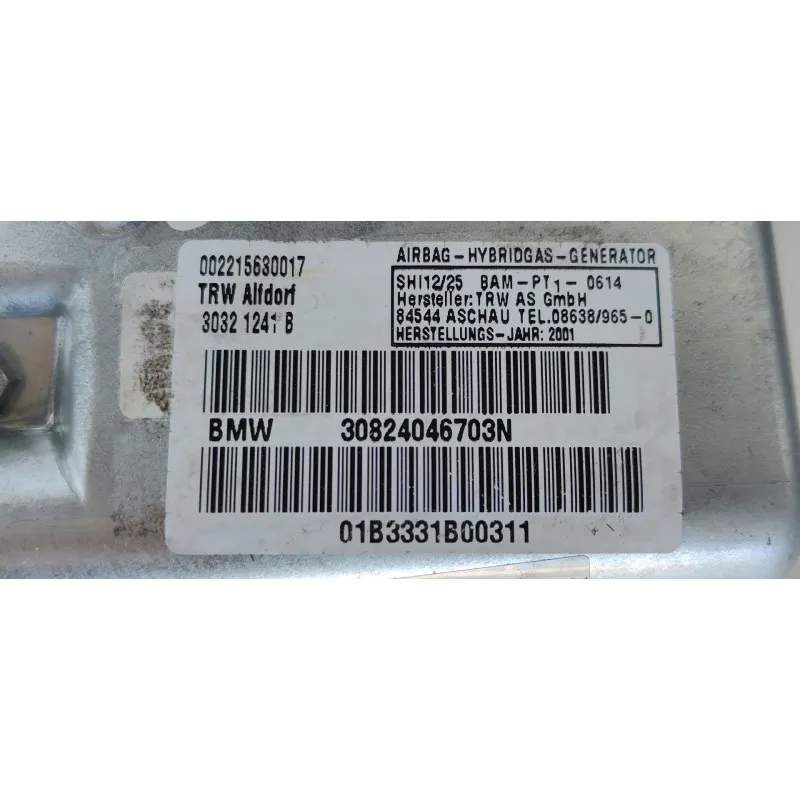 002215630017
TRW Alfdorf
3032 1241 B
AIRBAG-HYBRIDGAS-GENERATOR
SHI12/25 BAM-PT1-0614
Hersteller:TRW AS GmbH
84544 ASCHAU TEL.08638/965-0
HERSTELLUNGS-JAHR: 2001
BMW 30824046703N
01B3331B00311